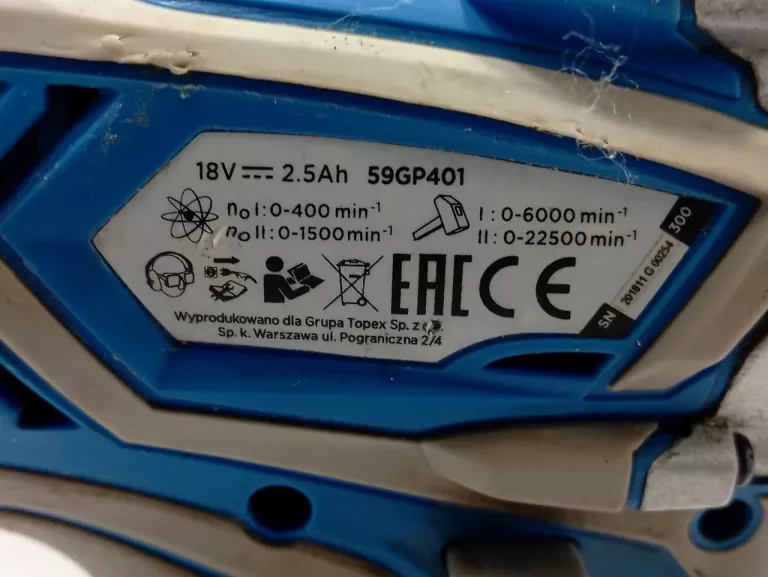 18V 2.5Ah 59GP401
n₀ I: 0-400 min⁻¹
n₀ II: 0-1500 min⁻¹
I : 0-6000 min⁻¹
II : 0-22500 min⁻¹
EAC CE
Wyprodukowano dla Grupa Topex Sp. z o.o.
Sp. k. Warszawa ul. Pograniczna 2/4
SN 201811 G 00254 300